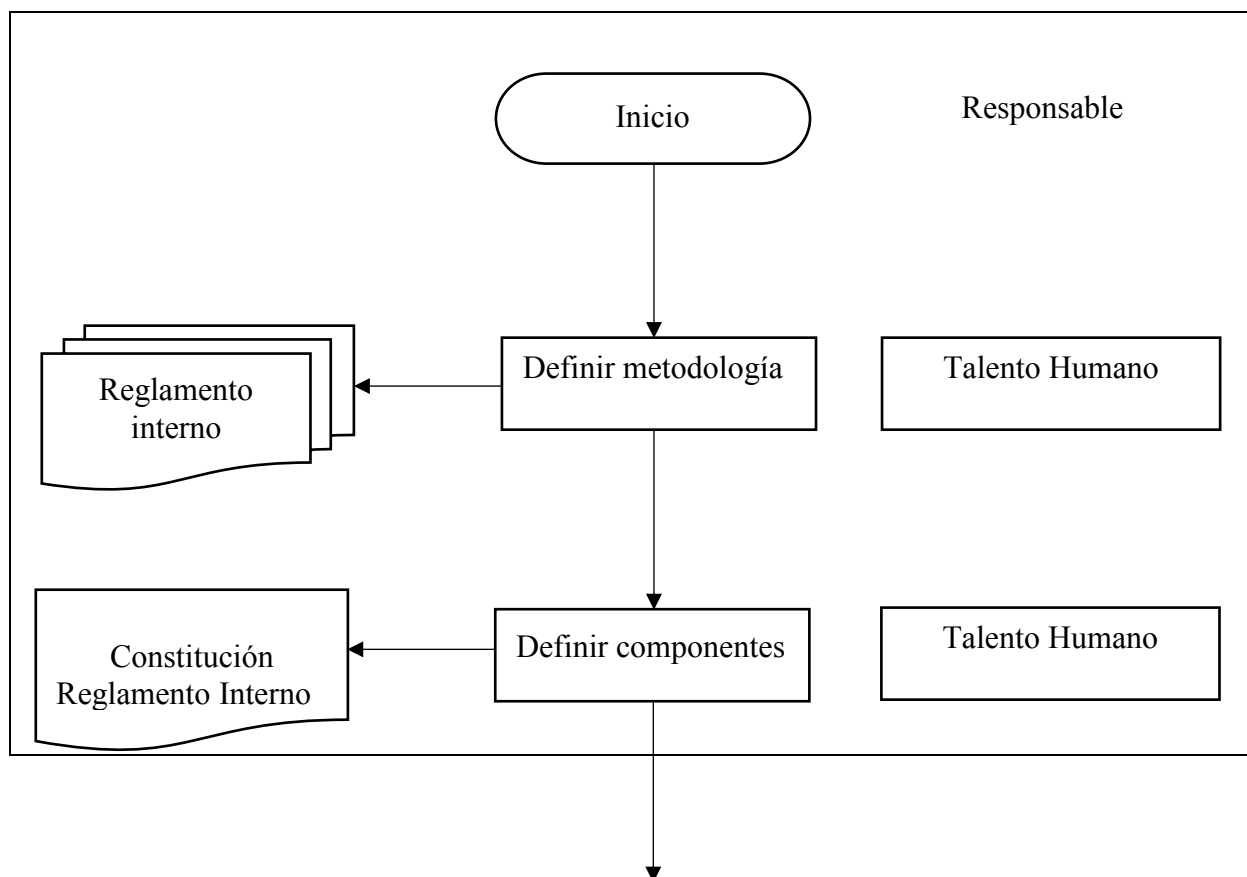 Inicio
Responsable
Definir metodología
Talento Humano
Reglamento
interno
Definir componentes
Talento Humano
Constitución
Reglamento Interno